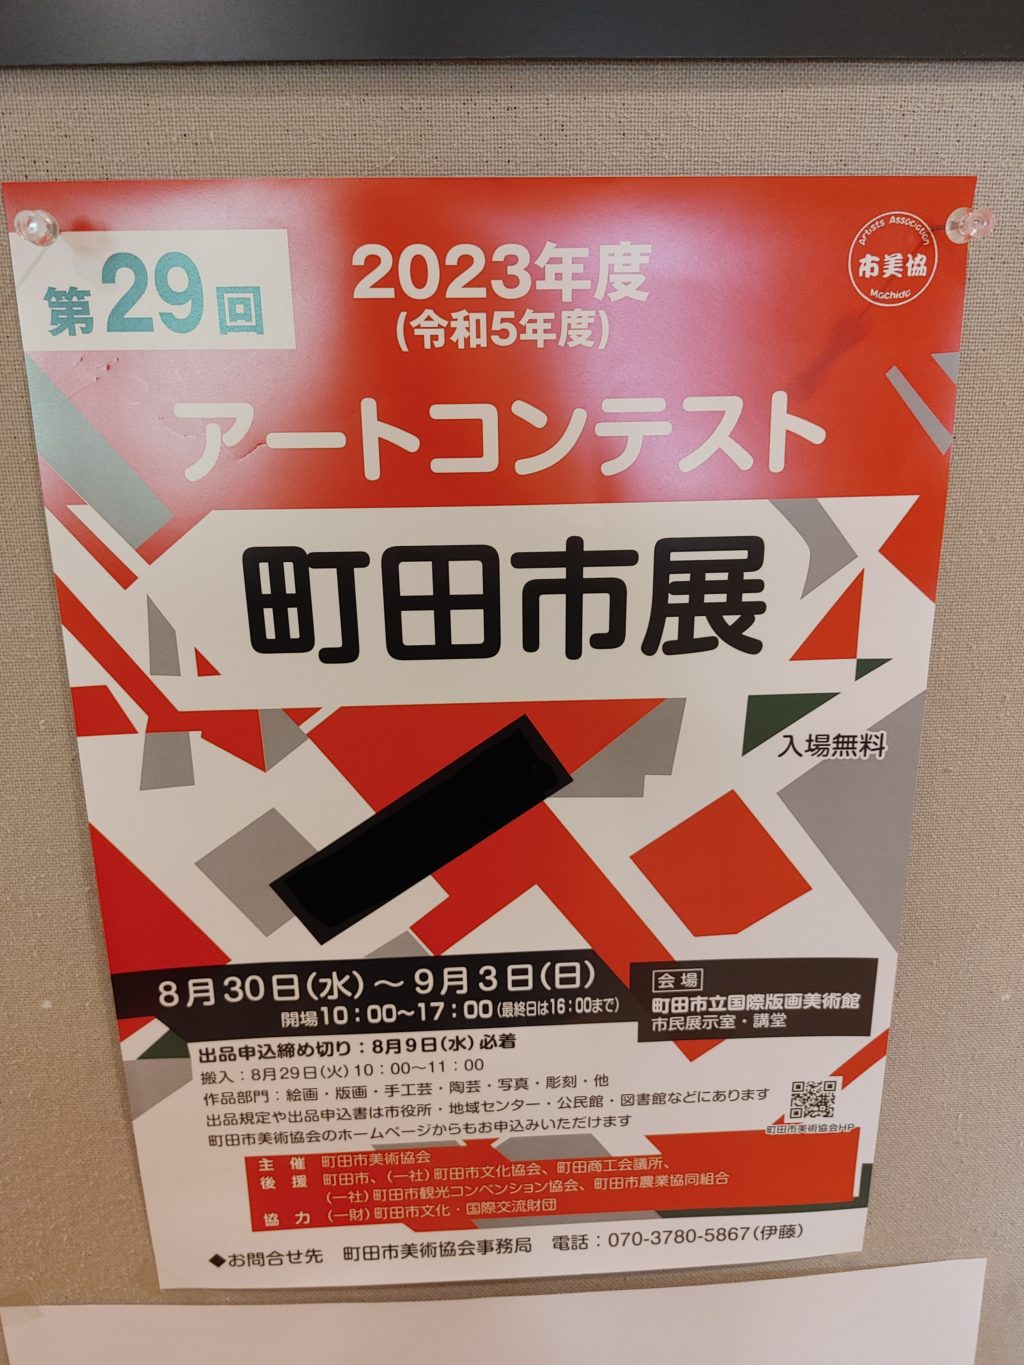 第29回
2023年度
(令和5年度)
Artists Association
市美協
Machida
アートコンテスト
町田市展
入場無料
8月30日(水)～9月3日(日)
開場10：00～17：00(最終日は16：00まで)
会場
町田市立国際版画美術館
市民展示室・講堂
出品申込締め切り：8月9日(水)必着
搬入：8月29日(火)10：00～11：00
作品部門：絵画・版画・手工芸・陶芸・写真・彫刻・他
出品規定や出品申込書は市役所・地域センター・公民館・図書館などにあります
町田市美術協会のホームページからもお申込みいただけます
町田市美術協会HP
主催 町田市美術協会
後援 町田市、(一社)町田市文化協会、町田商工会議所、
(一社)町田市観光コンベンション協会、町田市農業協同組合
協力 (一財)町田市文化・国際交流財団
◆お問合せ先 町田市美術協会事務局 電話：070-3780-5867(伊藤)